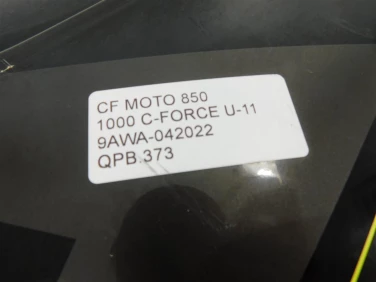 CF MOTO 850
1000 C-FORCE U-11
9AWA-042022
QPB.373